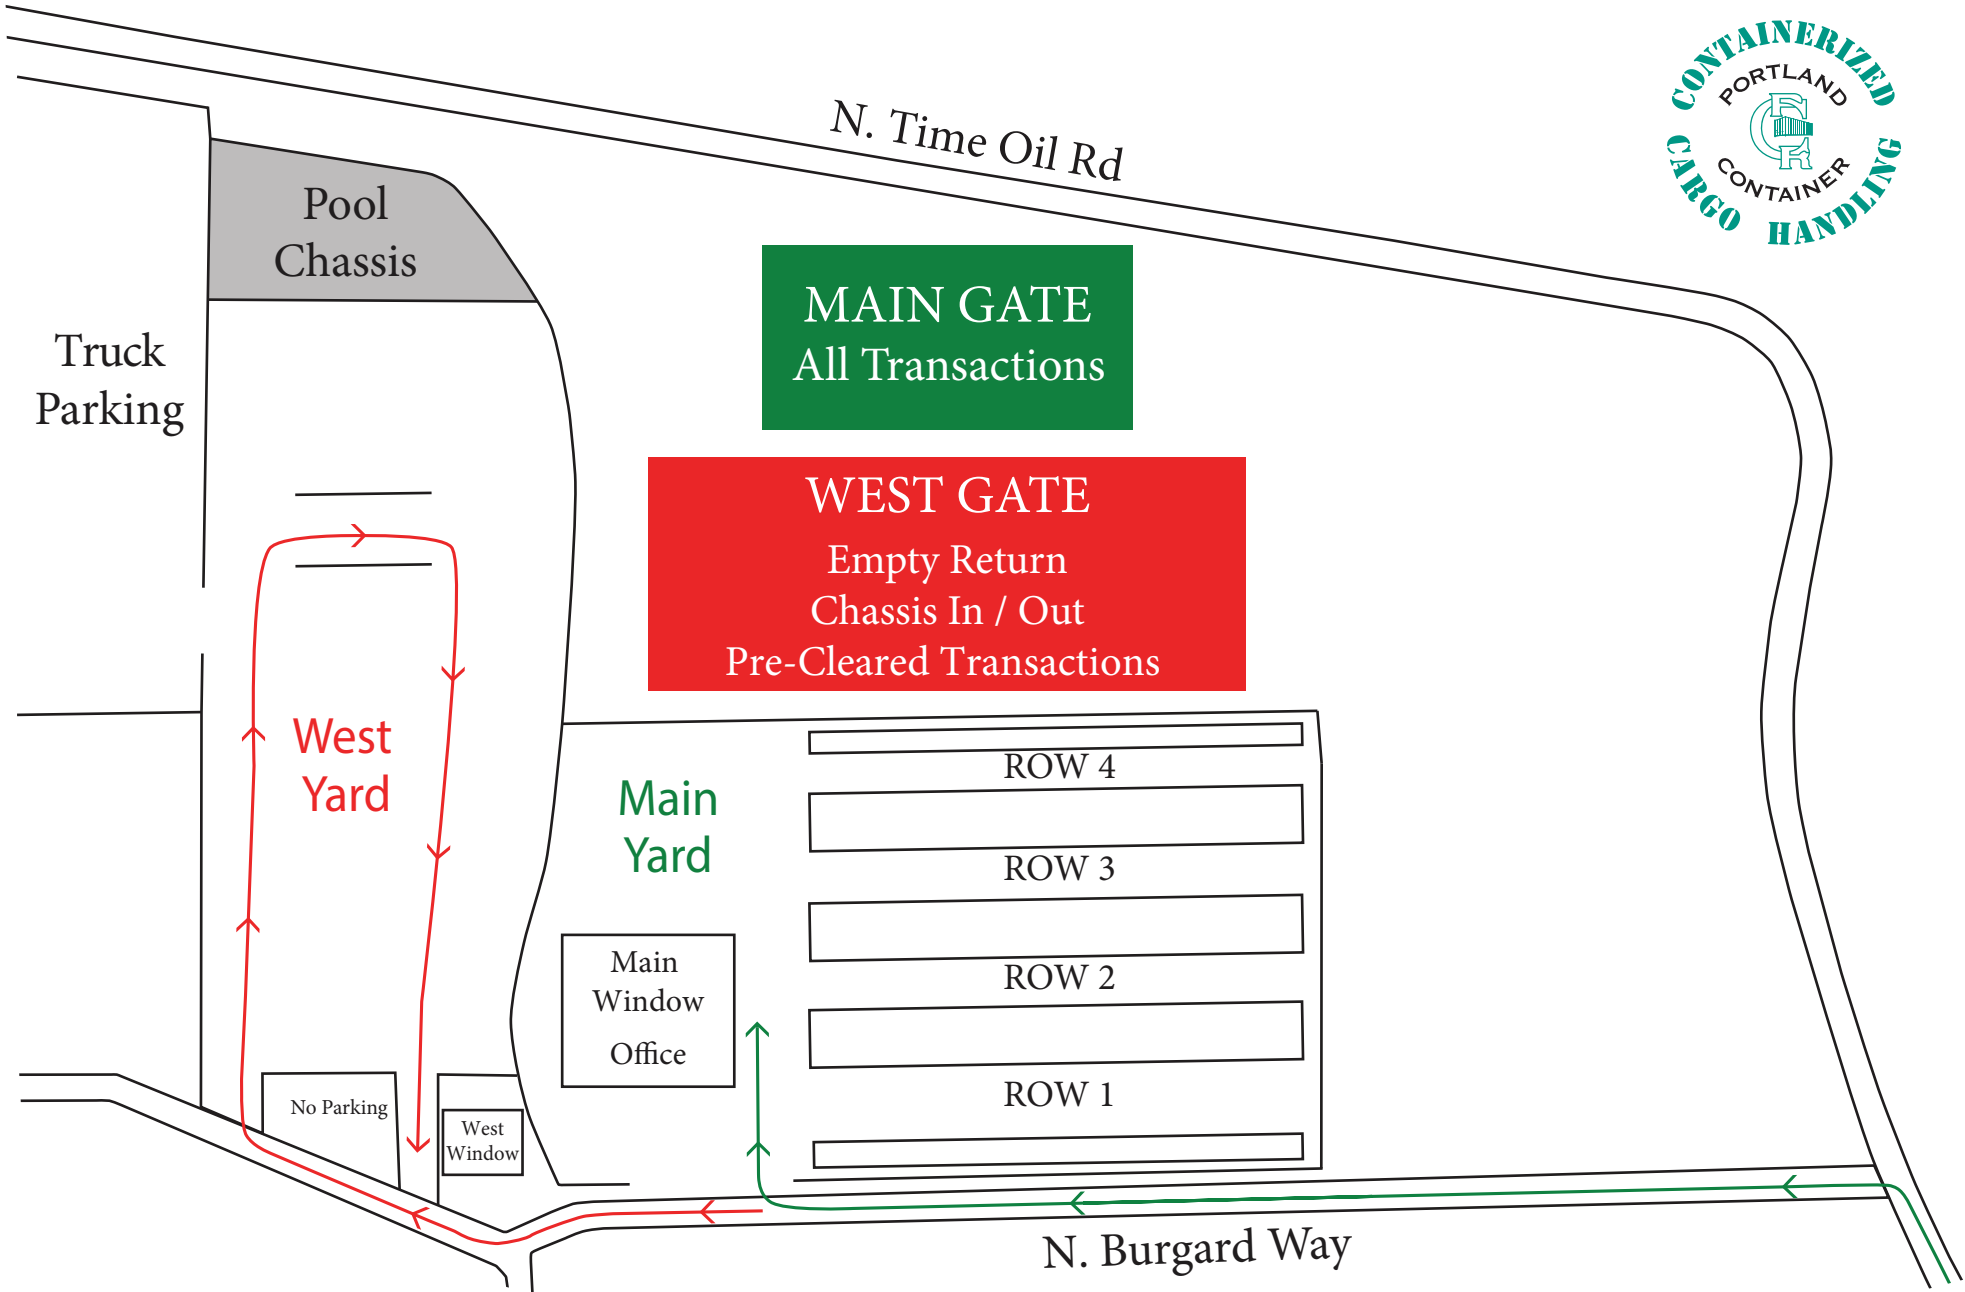 N. Time Oil Rd
CONTAINERIZED
PORTLAND
CONTAINER
CARGO HANDLING
Pool
Chassis
Truck
Parking
MAIN GATE
All Transactions
WEST GATE
Empty Return
Chassis In / Out
Pre-Cleared Transactions
West
Yard
Main
Yard
ROW 4
ROW 3
ROW 2
ROW 1
Main
Window
Office
No Parking
West
Window
N. Burgard Way